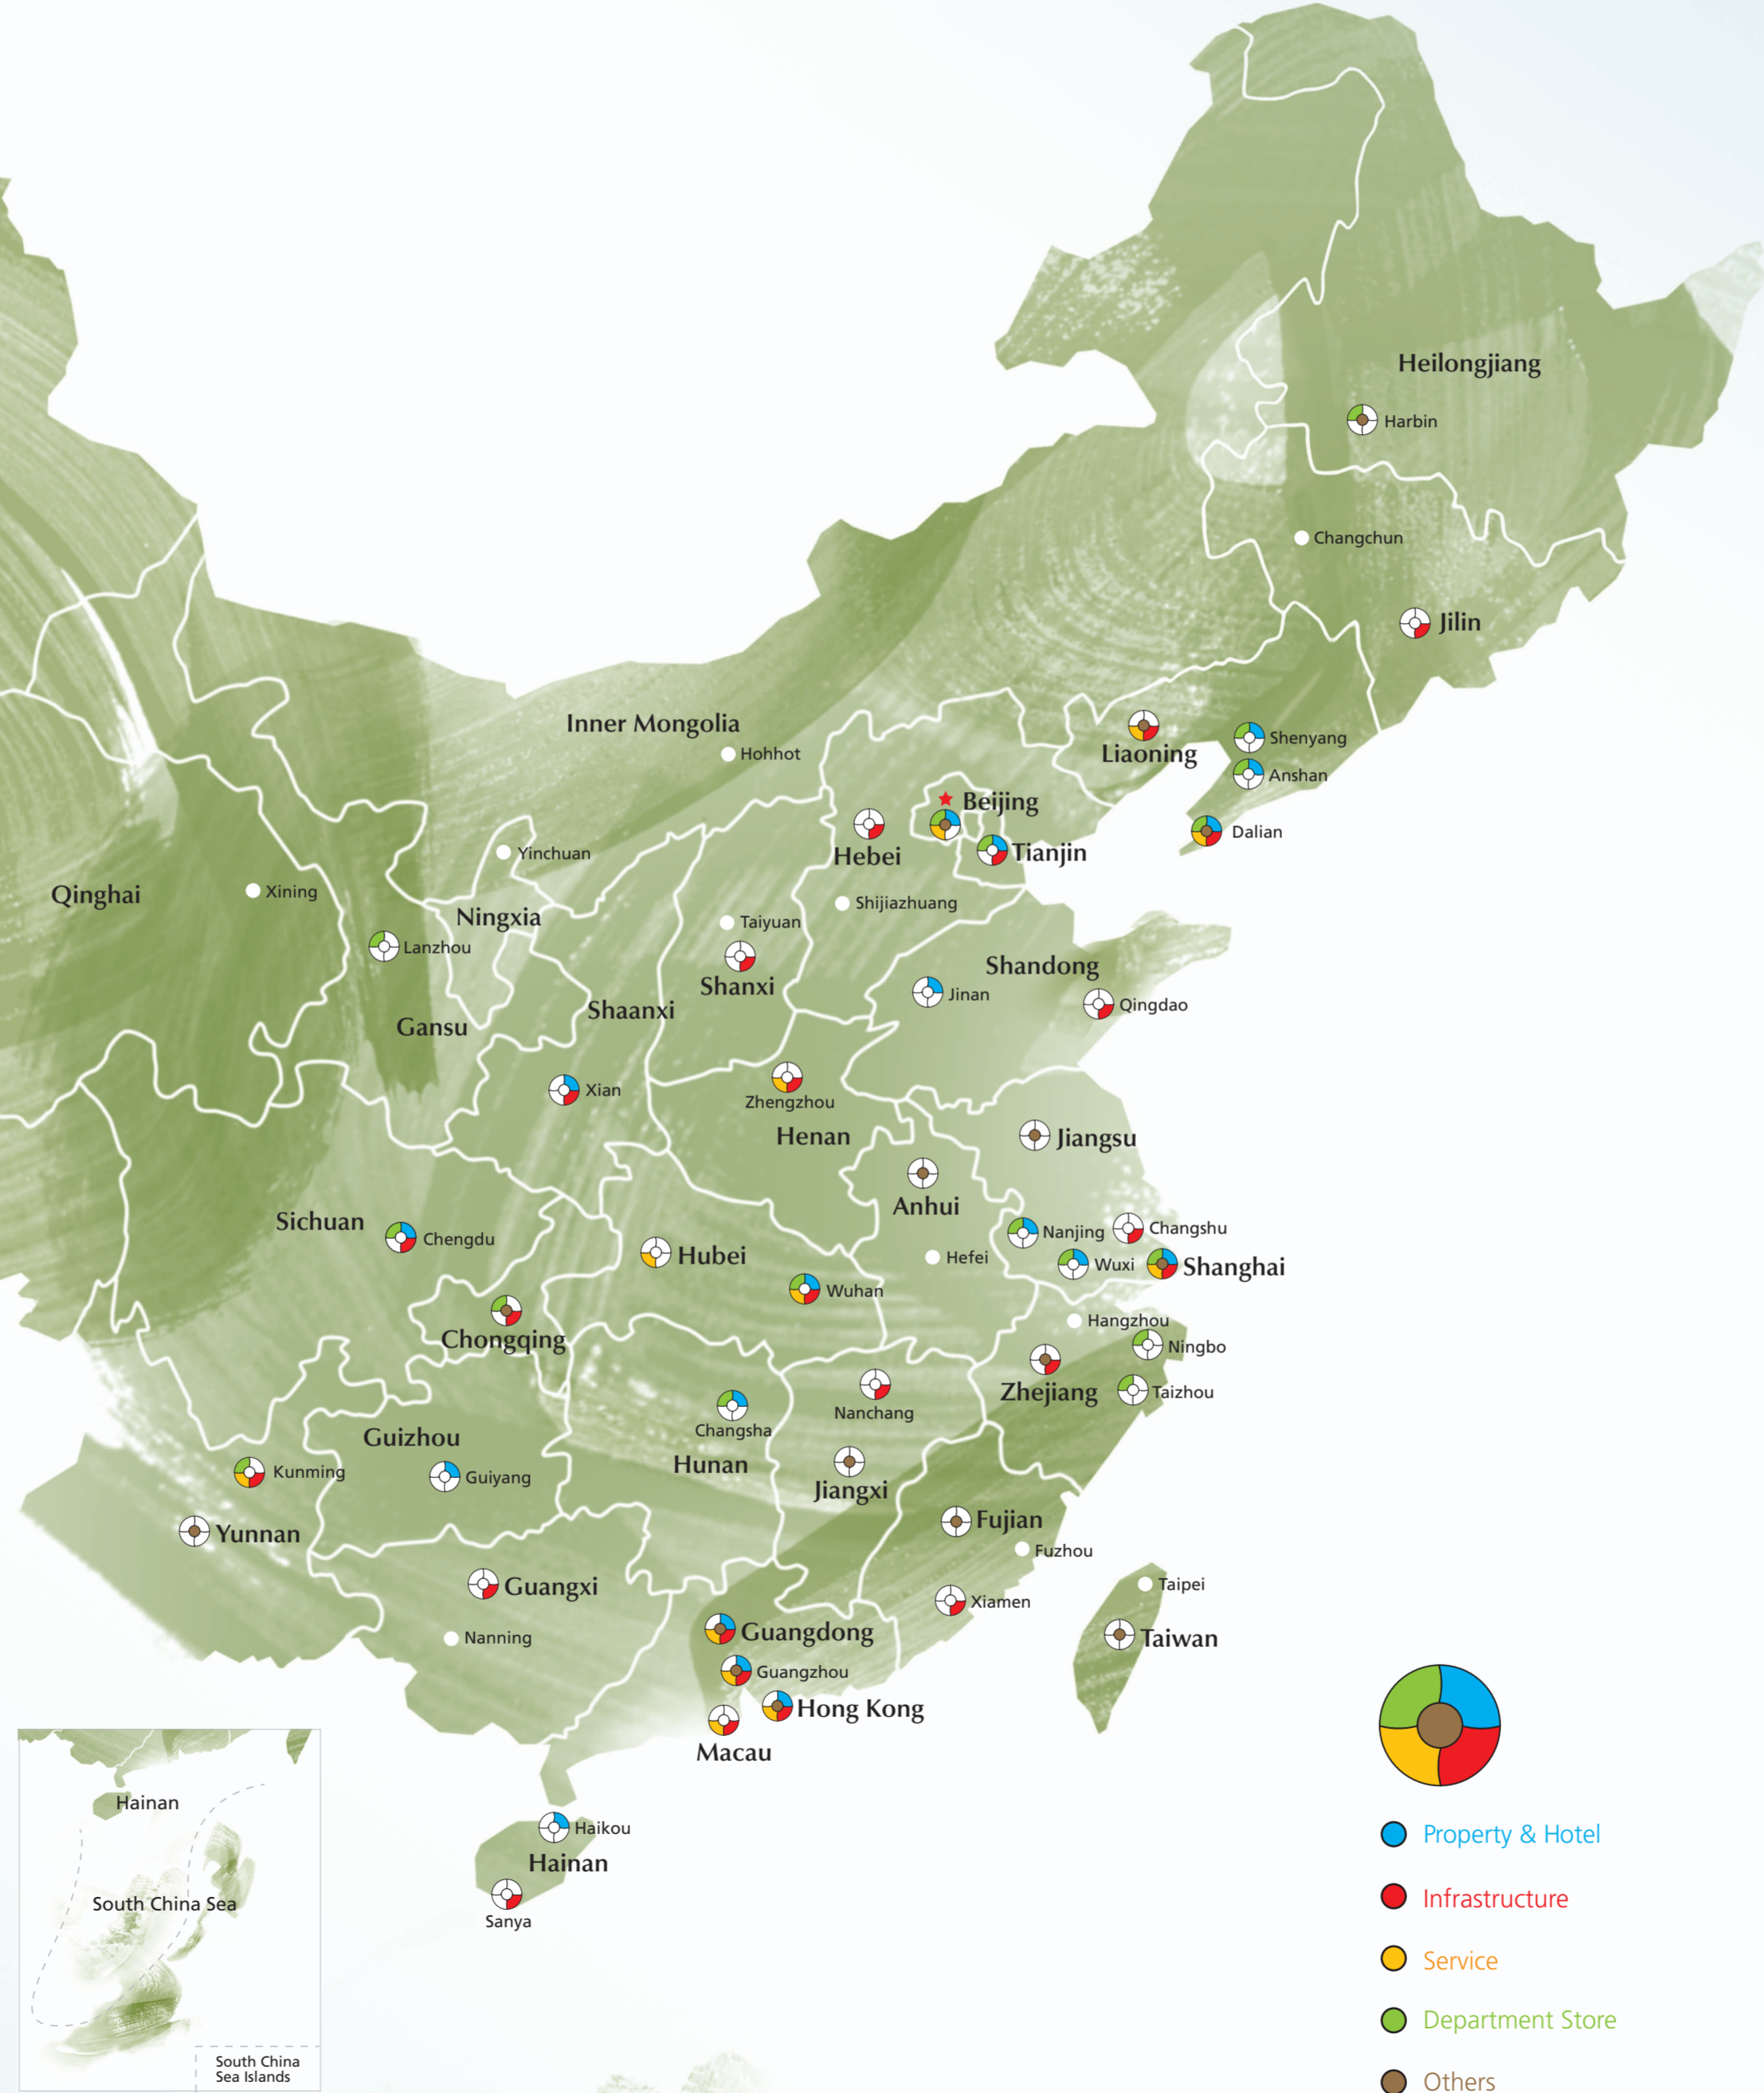 Heilongjiang
Harbin
Changchun
Jilin
Inner Mongolia
Hohhot
Liaoning
Shenyang
Anshan
Beijing
Dalian
Hebei
Tianjin
Yinchuan
Qinghai
Xining
Shijiazhuang
Ningxia
Taiyuan
Lanzhou
Shandong
Shanxi
Jinan
Qingdao
Shaanxi
Gansu
Xian
Zhengzhou
Henan
Jiangsu
Anhui
Sichuan
Chengdu
Nanjing
Changshu
Hubei
Hefei
Wuxi
Shanghai
Wuhan
Hangzhou
Chongqing
Ningbo
Zhejiang
Taizhou
Nanchang
Changsha
Guizhou
Hunan
Kunming
Guiyang
Jiangxi
Yunnan
Fujian
Fuzhou
Guangxi
Taipei
Xiamen
Guangdong
Taiwan
Nanning
Guangzhou
Hong Kong
Macau
Hainan
Haikou
Hainan
South China Sea
Sanya
South China
Sea Islands
Property & Hotel
Infrastructure
Service
Department Store
Others